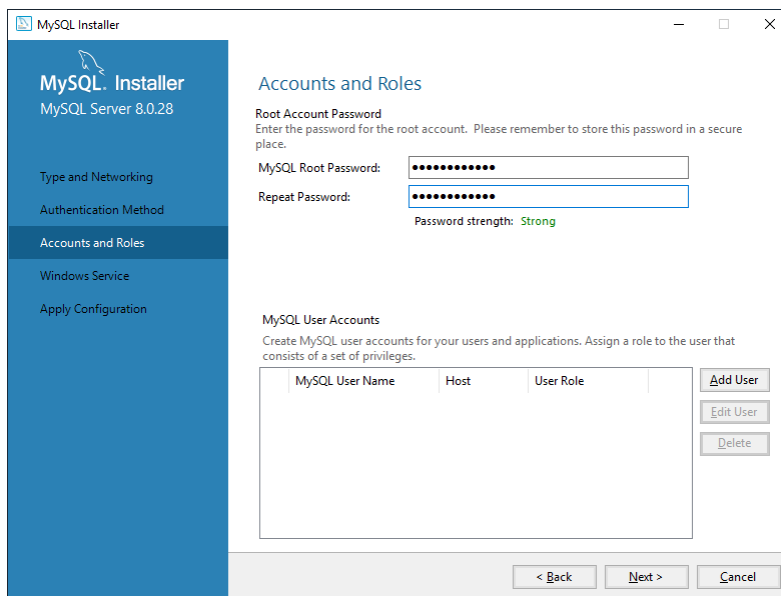 MySQL Installer
MySQL. Installer
MySQL Server 8.0.28
Type and Networking
Authentication Method
Accounts and Roles
Windows Service
Apply Configuration
Accounts and Roles
Root Account Password
Enter the password for the root account. Please remember to store this password in a secure
place.
MySQL Root Password: ●●●●●●●●●●●●
Repeat Password: ●●●●●●●●●●●●
Password strength: Strong
MySQL User Accounts
Create MySQL user accounts for your users and applications. Assign a role to the user that
consists of a set of privileges.
MySQL User Name Host User Role
Add User
Edit User
Delete
< Back Next > Cancel